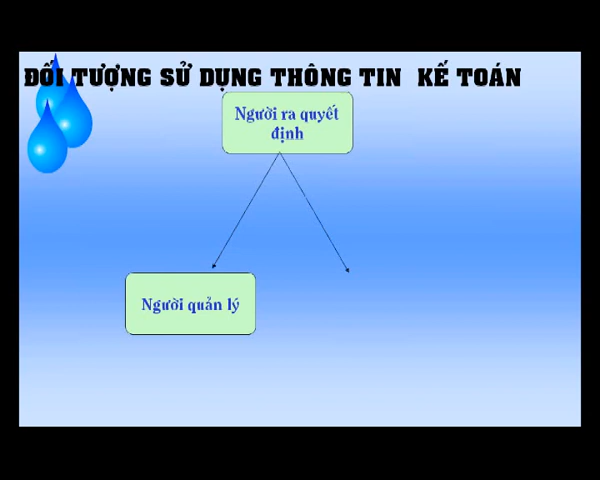 ĐỐI TƯỢNG SỬ DỤNG THÔNG TIN KẾ TOÁN
Người ra quyết
định
Người quản lý